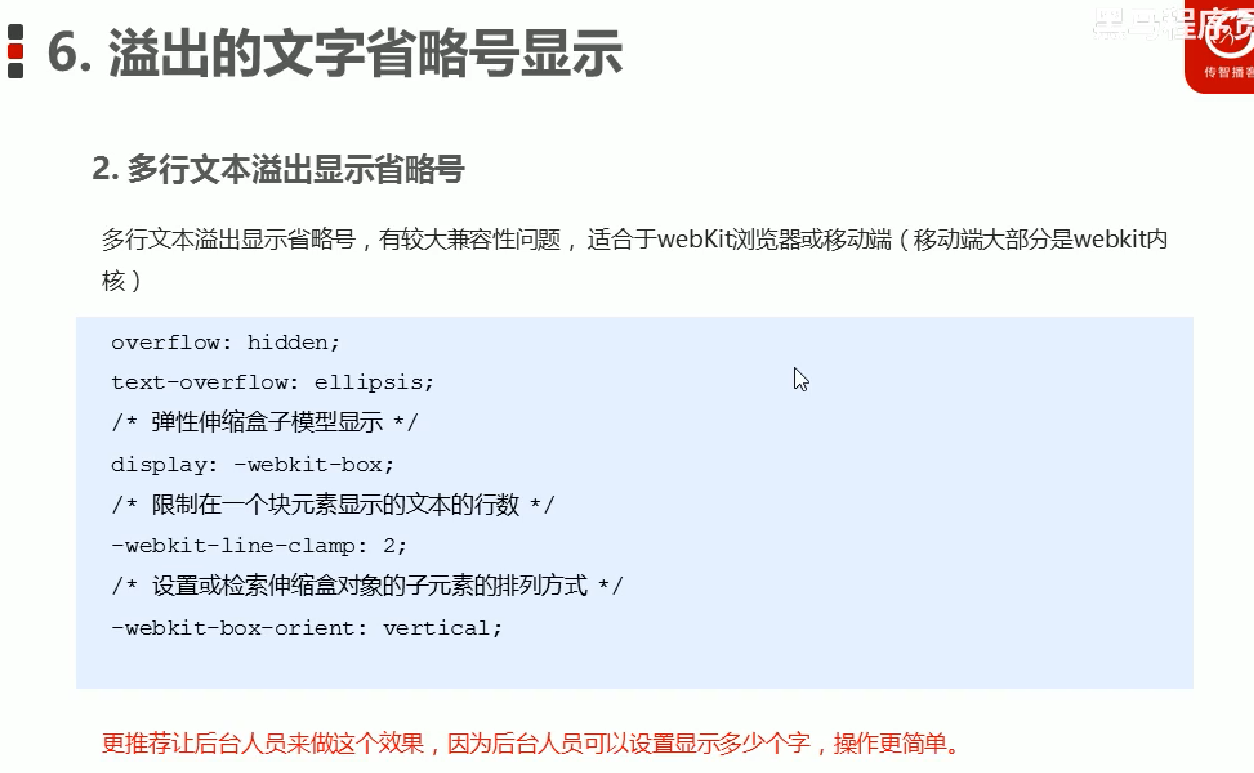 黑马程序员
传智播客
6. 溢出的文字省略号显示
2. 多行文本溢出显示省略号
多行文本溢出显示省略号，有较大兼容性问题， 适合于webKit浏览器或移动端（移动端大部分是webkit内
核）
overflow: hidden;
text-overflow: ellipsis;
/* 弹性伸缩盒子模型显示 */
display: -webkit-box;
/* 限制在一个块元素显示的文本的行数 */
-webkit-line-clamp: 2;
/* 设置或检索伸缩盒对象的子元素的排列方式 */
-webkit-box-orient: vertical;
更推荐让后台人员来做这个效果，因为后台人员可以设置显示多少个字，操作更简单。